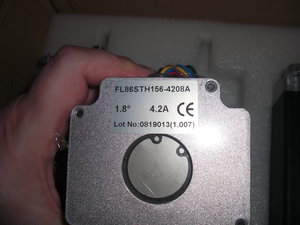 FL86STH156-4208A
1.8° 4.2A CE
Lot No:0819013(1.007)